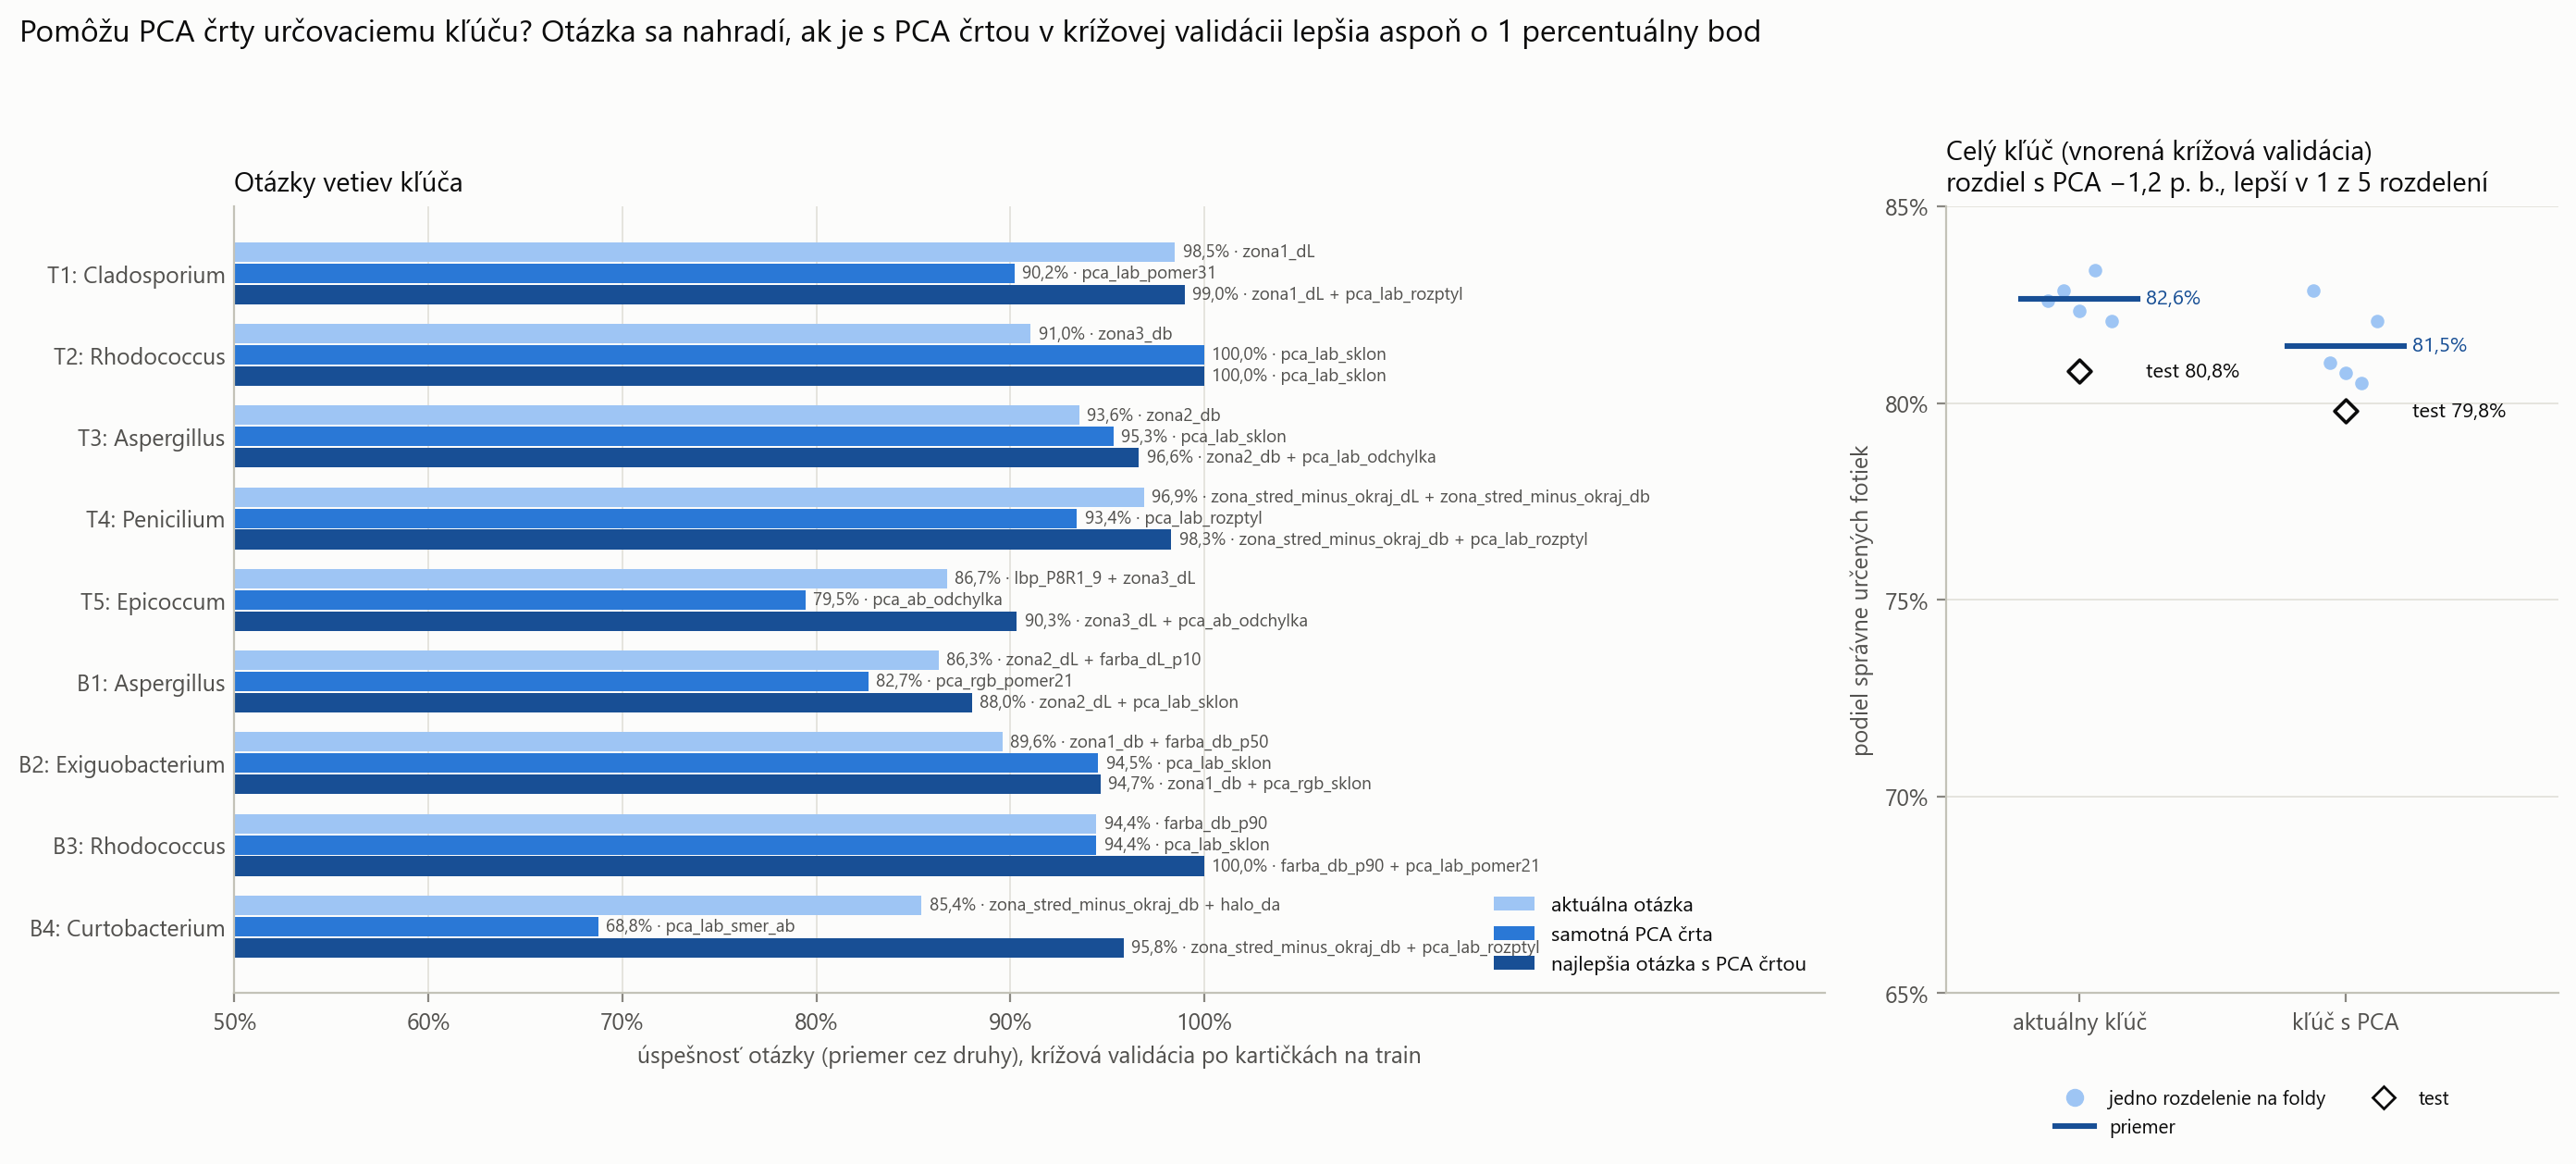 Pomôžu PCA črty určovaciemu kľúču? Otázka sa nahradí, ak je s PCA črtou v krížovej validácii lepšia aspoň o 1 percentuálny bod
Otázky vetiev kľúča
T1: Cladosporium
98,5% · zona1_dL
90,2% · pca_lab_pomer31
99,0% · zona1_dL + pca_lab_rozptyl
T2: Rhodococcus
91,0% · zona3_db
100,0% · pca_lab_sklon
100,0% · pca_lab_sklon
T3: Aspergillus
93,6% · zona2_db
95,3% · pca_lab_sklon
96,6% · zona2_db + pca_lab_odchylka
T4: Penicilium
96,9% · zona_stred_minus_okraj_dL + zona_stred_minus_okraj_db
93,4% · pca_lab_rozptyl
98,3% · zona_stred_minus_okraj_db + pca_lab_rozptyl
T5: Epicoccum
86,7% · lbp_P8R1_9 + zona3_dL
79,5% · pca_ab_odchylka
90,3% · zona3_dL + pca_ab_odchylka
B1: Aspergillus
86,3% · zona2_dL + farba_dL_p10
82,7% · pca_rgb_pomer21
88,0% · zona2_dL + pca_lab_sklon
B2: Exiguobacterium
89,6% · zona1_db + farba_db_p50
94,5% · pca_lab_sklon
94,7% · zona1_db + pca_rgb_sklon
B3: Rhodococcus
94,4% · farba_db_p90
94,4% · pca_lab_sklon
100,0% · farba_db_p90 + pca_lab_pomer21
B4: Curtobacterium
85,4% · zona_stred_minus_okraj_db + halo_da
68,8% · pca_lab_smer_ab
95,8% · zona_stred_minus_okraj_db + pca_lab_rozptyl
aktuálna otázka
samotná PCA črta
najlepšia otázka s PCA črtou
50% 60% 70% 80% 90% 100%
úspešnosť otázky (priemer cez druhy), krížová validácia po kartičkách na train
Celý kľúč (vnorená krížová validácia)
rozdiel s PCA −1,2 p. b., lepší v 1 z 5 rozdelení
podiel správne určených fotiek
85%
80%
75%
70%
65%
82,6%
test 80,8%
81,5%
test 79,8%
aktuálny kľúč
kľúč s PCA
jedno rozdelenie na foldy
priemer
test